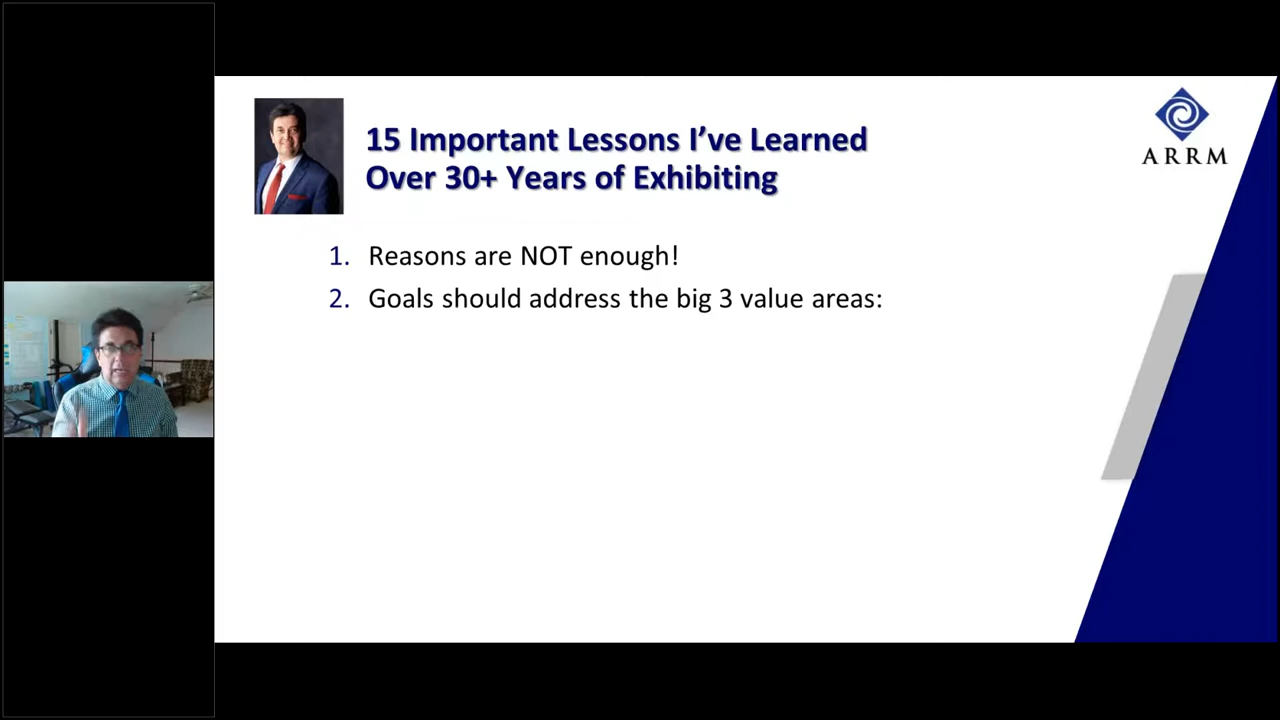 15 Important Lessons I’ve Learned
Over 30+ Years of Exhibiting
ARRM
1. Reasons are NOT enough!
2. Goals should address the big 3 value areas: